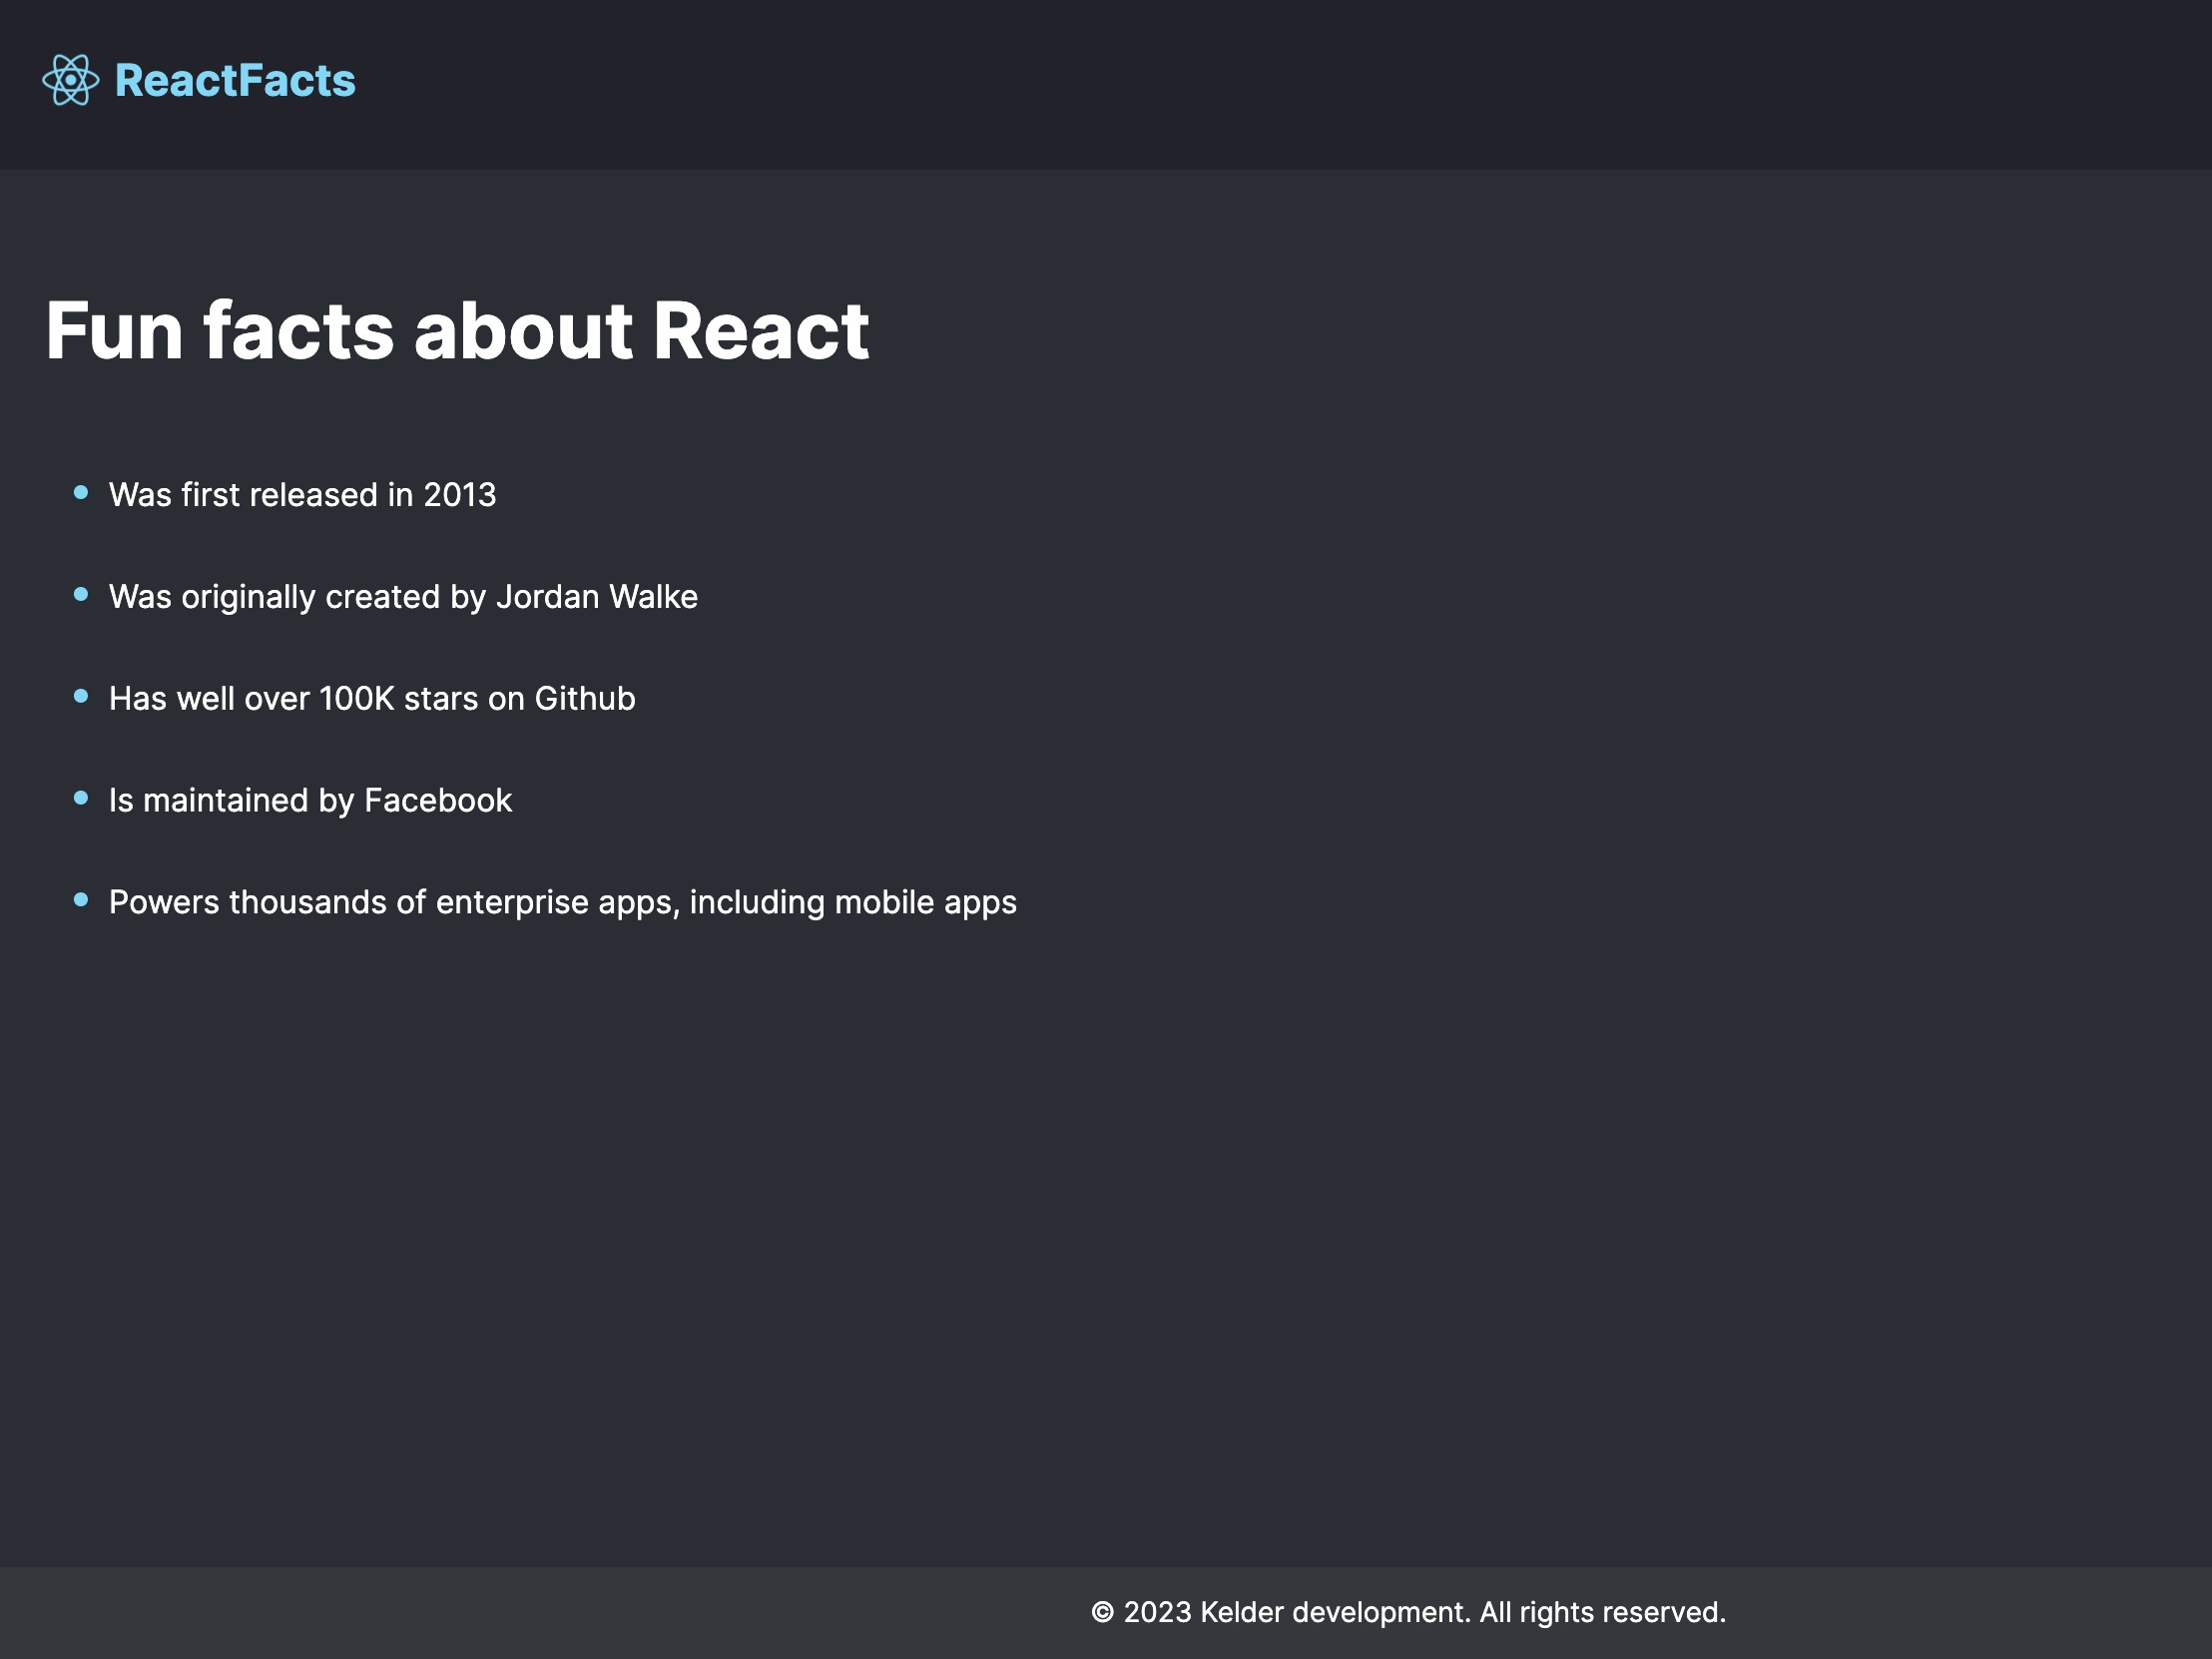 ReactFacts
Fun facts about React
Was first released in 2013
Was originally created by Jordan Walke
Has well over 100K stars on Github
Is maintained by Facebook
Powers thousands of enterprise apps, including mobile apps
© 2023 Kelder development. All rights reserved.